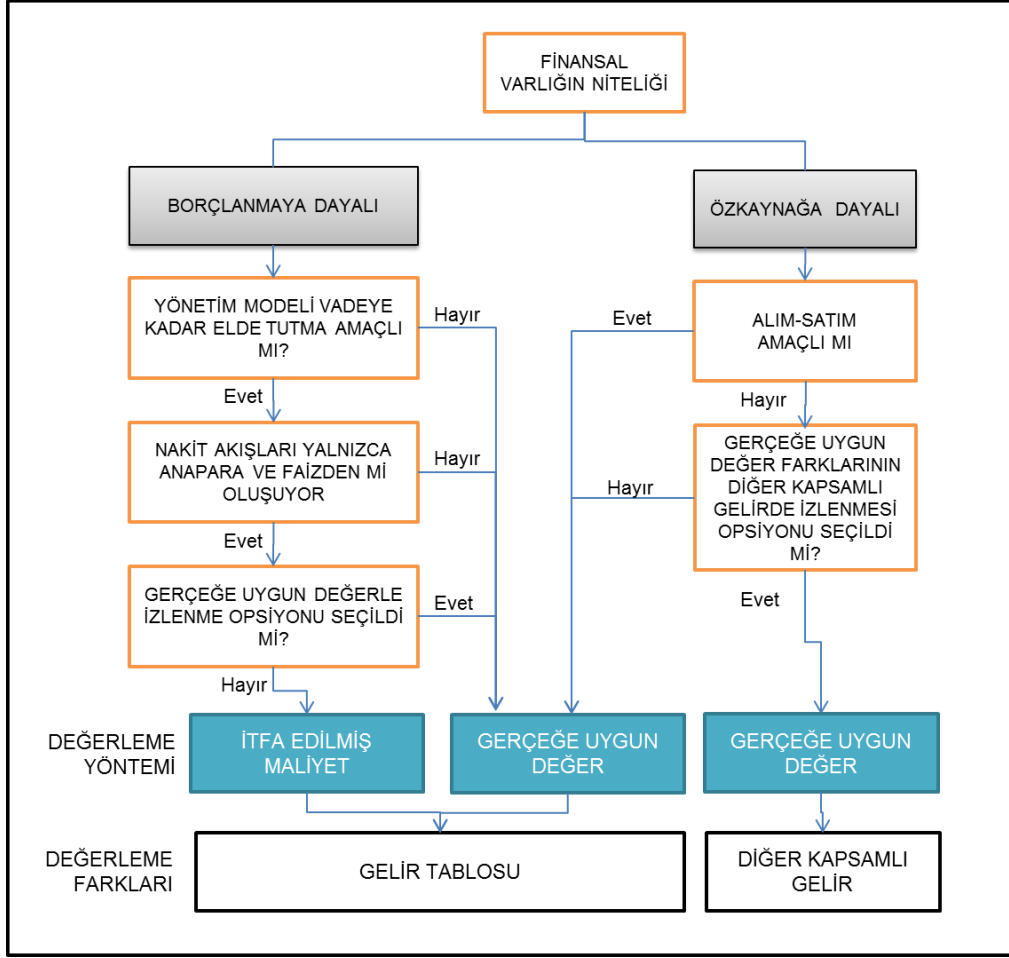 FİNANSAL
VARLIĞIN NİTELİĞİ
BORÇLANMAYA DAYALI
ÖZKAYNAĞA DAYALI
YÖNETİM MODELİ VADEYE
KADAR ELDE TUTMA AMAÇLI
MI?
Hayır
Evet
ALIM-SATIM
AMAÇLI MI
Evet
Hayır
NAKİT AKIŞLARI YALNIZCA
ANAPARA VE FAİZDEN Mİ
OLUŞUYOR
Hayır
Hayır
GERÇEĞE UYGUN
DEĞER FARKLARININ
DİĞER KAPSAMLI
GELİRDE İZLENMESİ
OPSİYONU SEÇİLDİ
Mİ?
Evet
GERÇEĞE UYGUN DEĞERLE
İZLENME OPSİYONU SEÇİLDİ
Mİ?
Evet
Evet
Hayır
DEĞERLEME
YÖNTEMİ
İTFA EDİLMİŞ
MALİYET
GERÇEĞE UYGUN
DEĞER
GERÇEĞE UYGUN
DEĞER
DEĞERLEME
FARKLARI
GELİR TABLOSU
DİĞER KAPSAMLI
GELİR